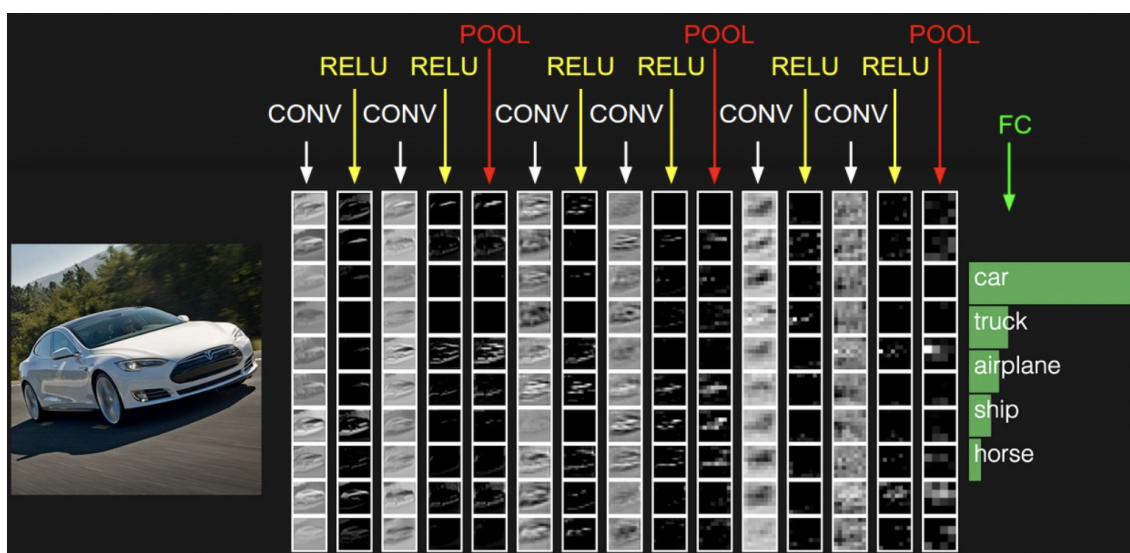 POOL POOL POOL
RELU RELU RELU RELU RELU RELU
CONV CONV CONV CONV CONV CONV
FC
car
truck
airplane
ship
horse